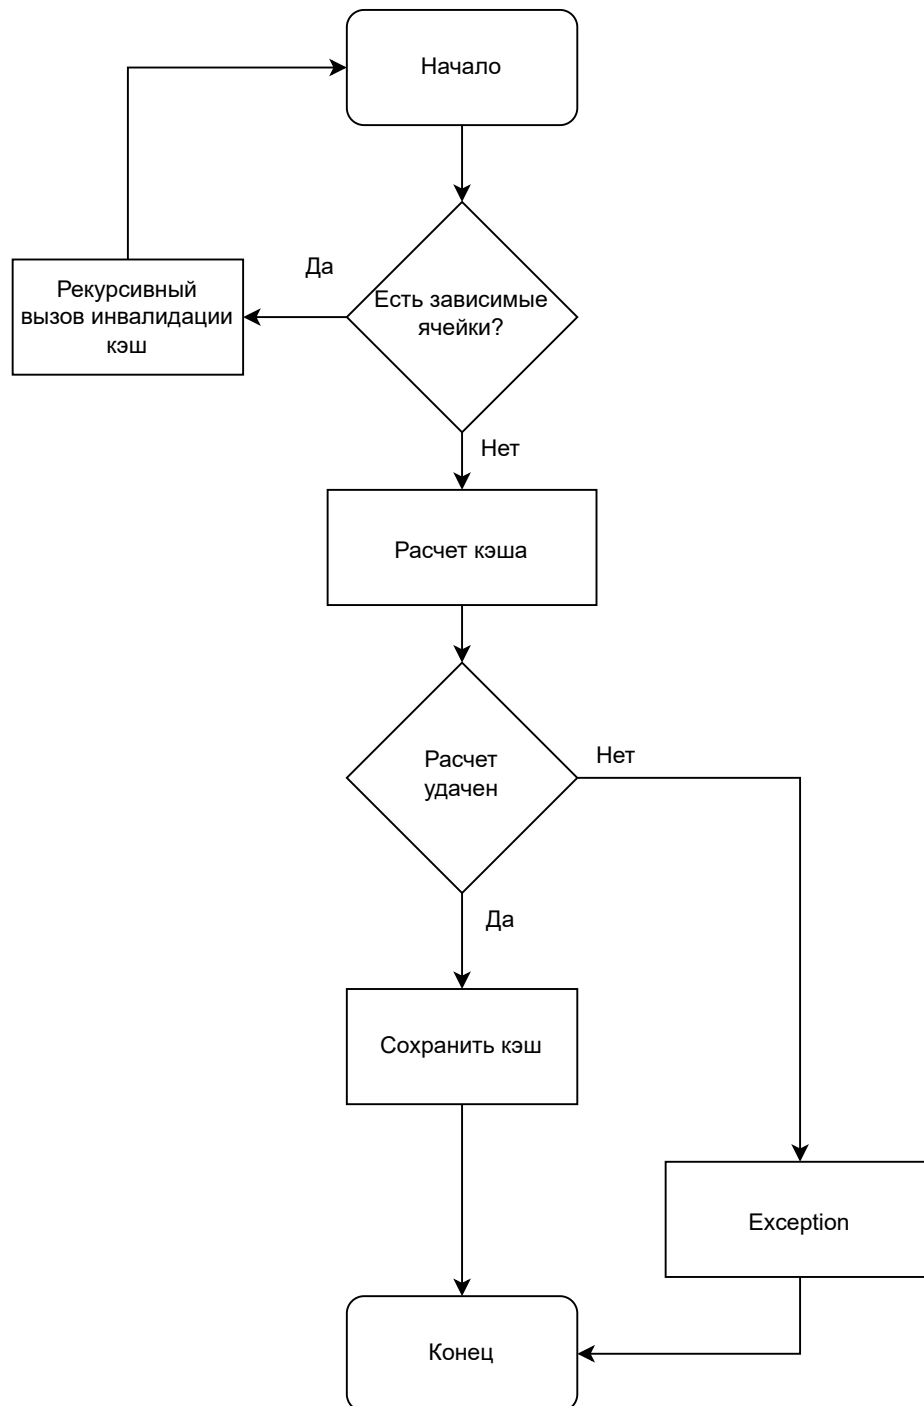 Начало
Да
Рекурсивный
вызов инвалидации
кэш
Есть зависимые
ячейки?
Нет
Расчет кэша
Расчет
удачен
Нет
Да
Сохранить кэш
Exception
Конец